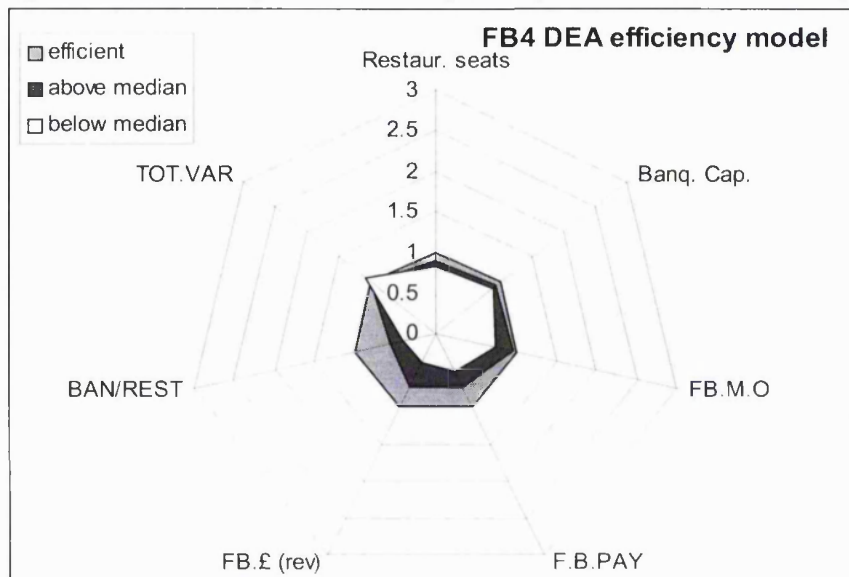 FB4 DEA efficiency model
efficient
above median
below median
Restaur. seats
3
2.5
2
1.5
1
0.5
0
TOT.VAR
Banq. Cap.
BAN/REST
FB.M.O
FB.£ (rev)
F.B.PAY